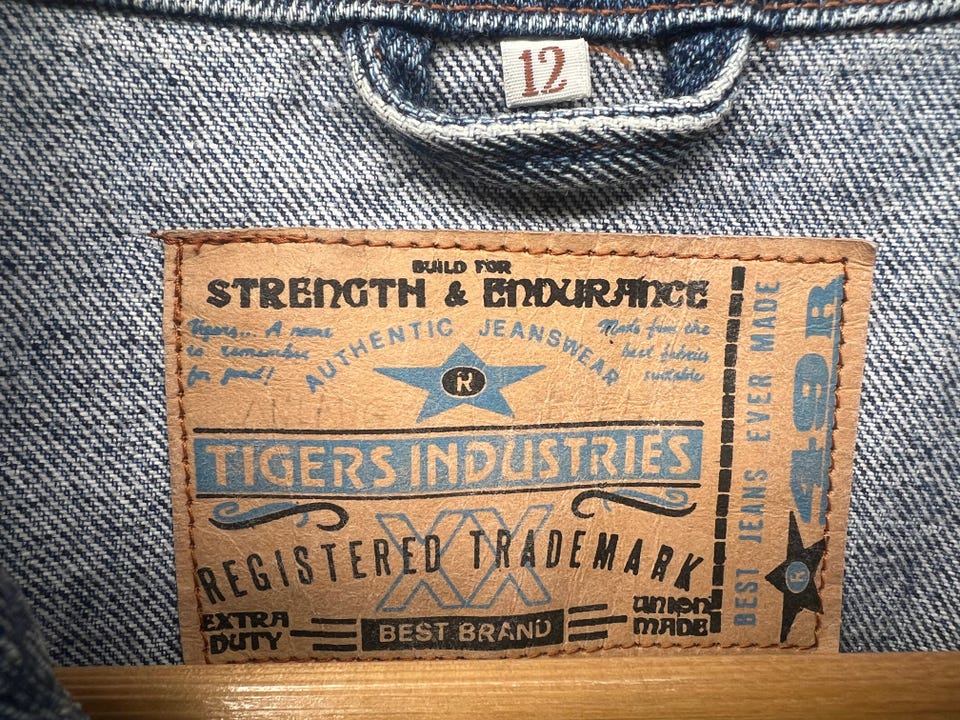 12
BUILD FOR
STRENGTH & ENDURANCE
Tigers... A name
to remember
for good!
AUTHENTIC JEANSWEAR
Made from the
best fabrics
suitable
R
TIGERS INDUSTRIES
XX
REGISTERED TRADEMARK
EXTRA
DUTY
BEST BRAND
UNION
MADE
BEST JEANS EVER MADE
49R
R